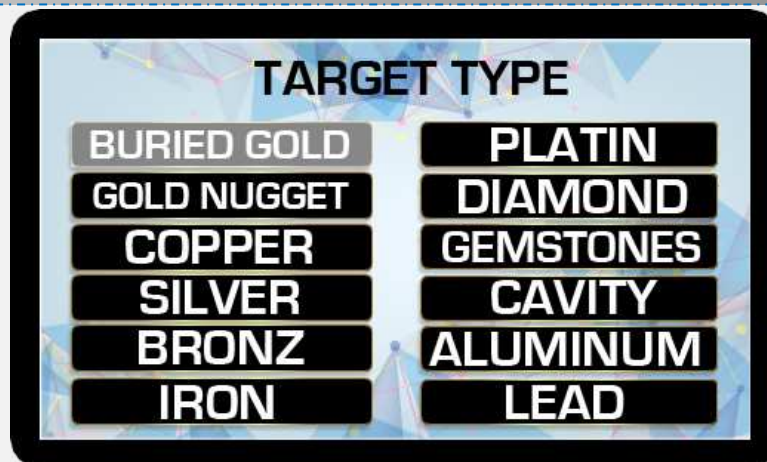 TARGET TYPE
BURIED GOLD
GOLD NUGGET
COPPER
SILVER
BRONZ
IRON
PLATIN
DIAMOND
GEMSTONES
CAVITY
ALUMINUM
LEAD